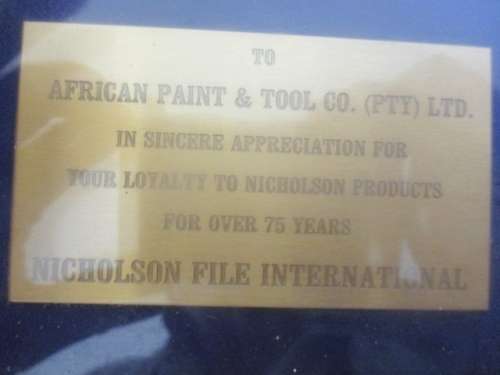 TO
AFRICAN PAINT & TOOL CO. (PTY) LTD.
IN SINCERE APPRECIATION FOR
YOUR LOYALTY TO NICHOLSON PRODUCTS
FOR OVER 75 YEARS
NICHOLSON FILE INTERNATIONAL